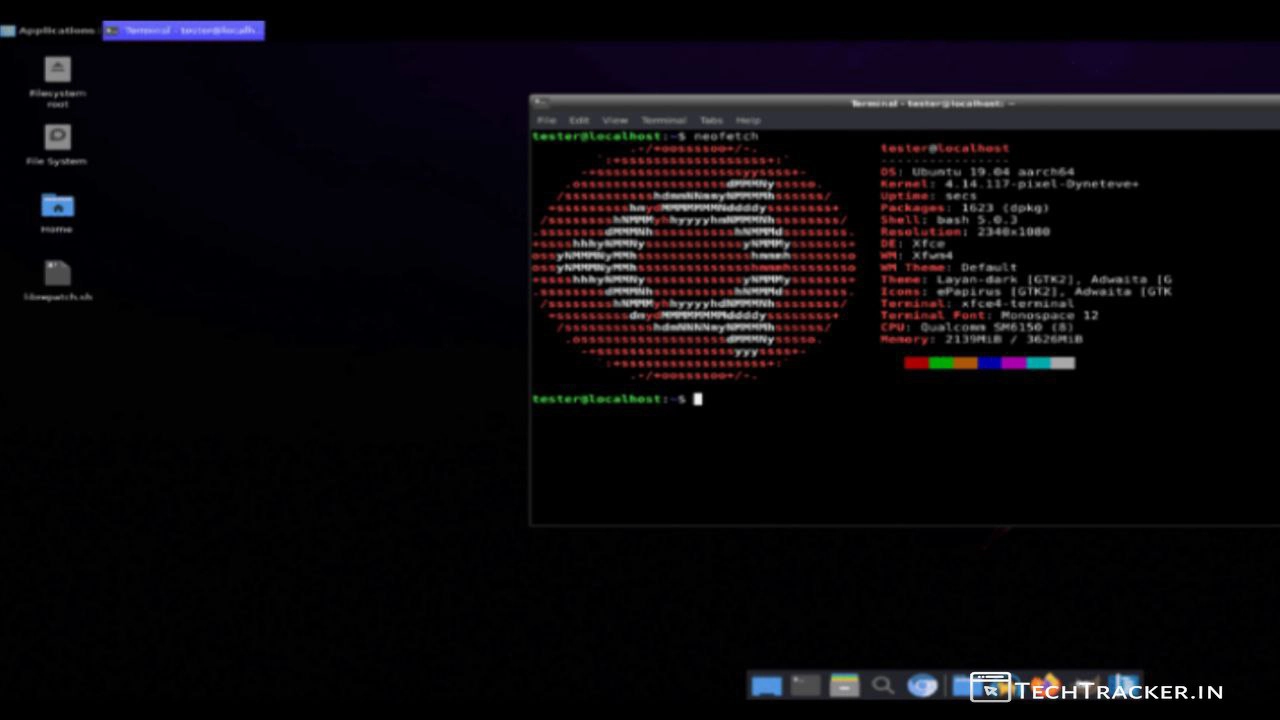 Applications
Terminal - tester@localh..
Filesystem
root
File System
Home
Terminal - tester@localhost: ~
File Edit View Terminal Tabs Help
tester@localhost:~$ neofetch
tester@localhost
----------------
OS: Ubuntu 19.04 aarch64
Kernel: 4.14.117-pixel-Dyneteve+
Uptime: secs
Packages: 1623 (dpkg)
Shell: bash 5.0.3
Resolution: 2340x1080
DE: Xfce
WM: Xfwm4
WM Theme: Default
Theme: Layan-dark [GTK2], Adwaita [G
Icons: ePapirus [GTK2], Adwaita [GTK
Terminal: xfce4-terminal
Terminal Font: Monospace 12
CPU: Qualcomm SM6150 (8)
Memory: 2139MiB / 3626MiB
tester@localhost:~$
TECHTRACKER.IN